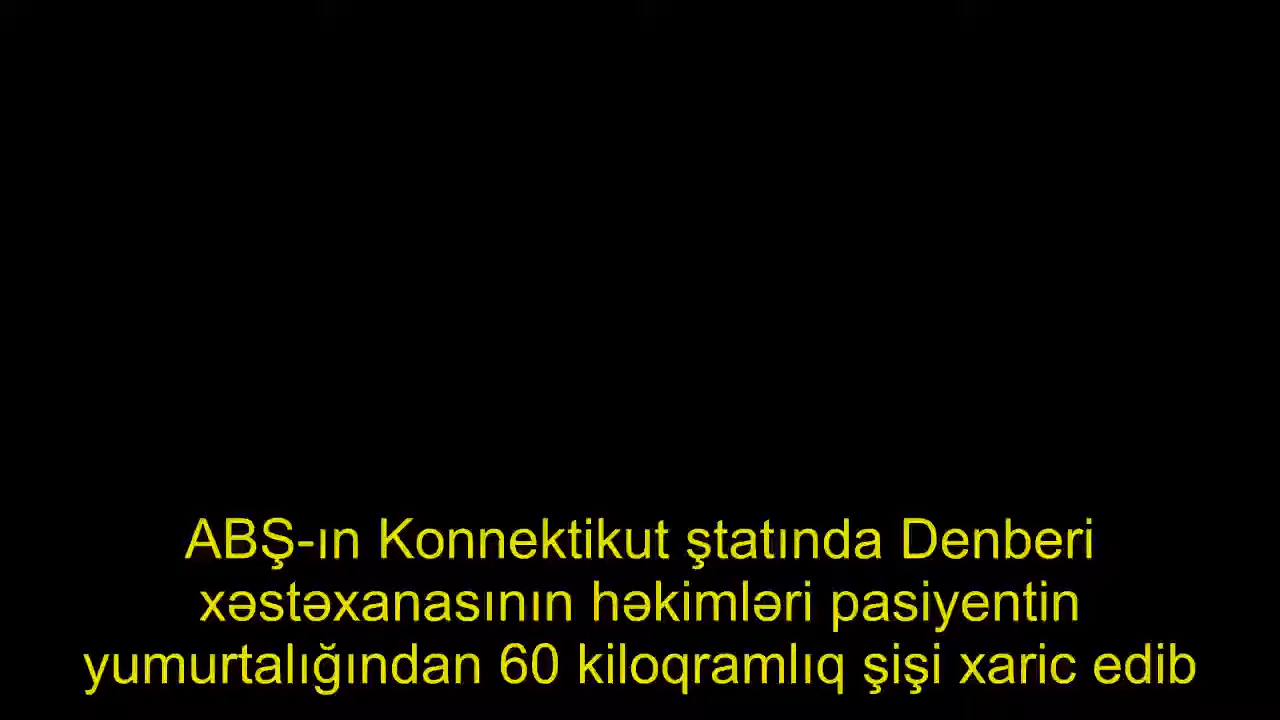 ABŞ-ın Konnektikut ştatında Denberi
xəstəxanasının həkimləri pasiyentin
yumurtalığından 60 kiloqramlıq şişi xaric edib